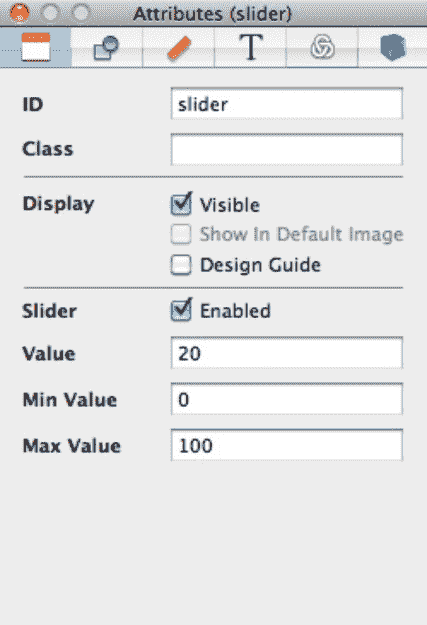 Attributes (slider)
T
ID slider
Class
Display Visible
Show In Default Image
Design Guide
Slider Enabled
Value 20
Min Value 0
Max Value 100